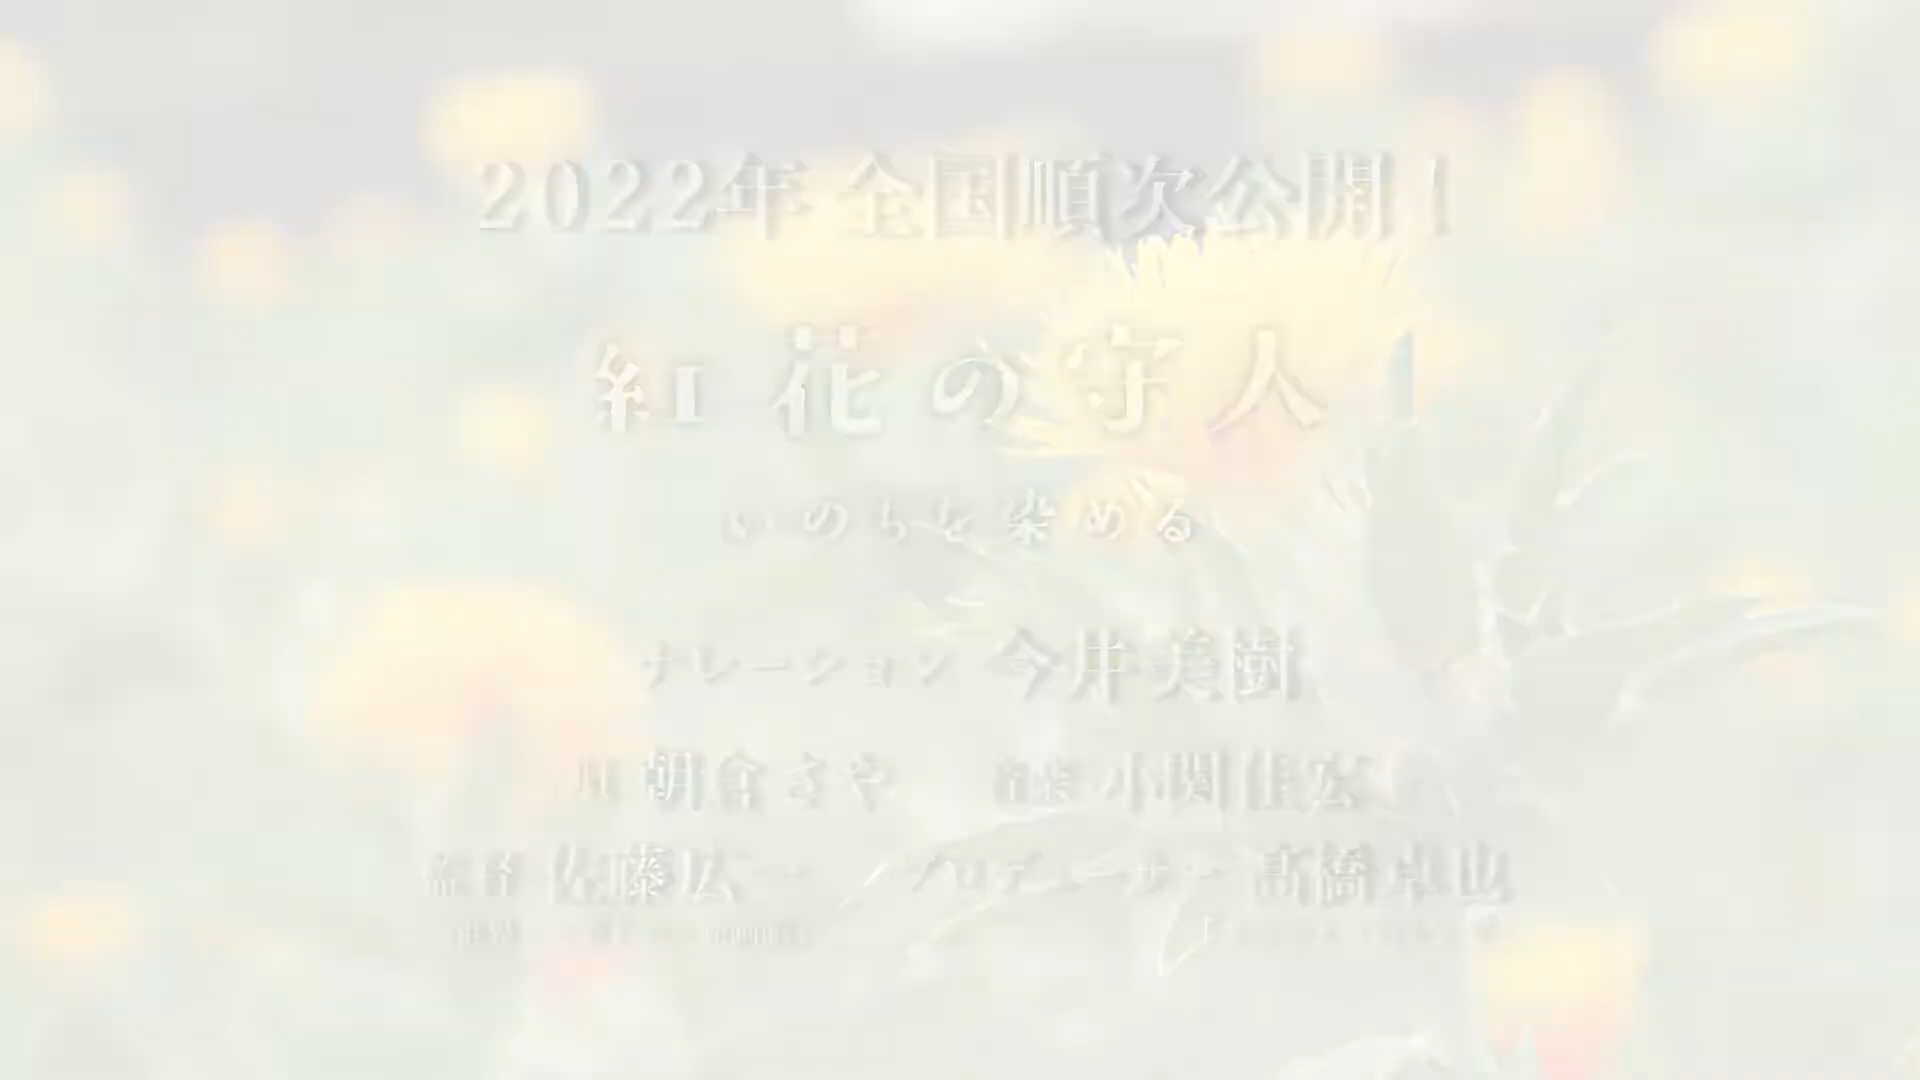 2022年 全国順次公開！
紅花の守人
いのちを染める
ナレーション 今井美樹
唄 朝倉さや 音楽 小関佳宏
監督 佐藤広一 プロデューサー 髙橋卓也